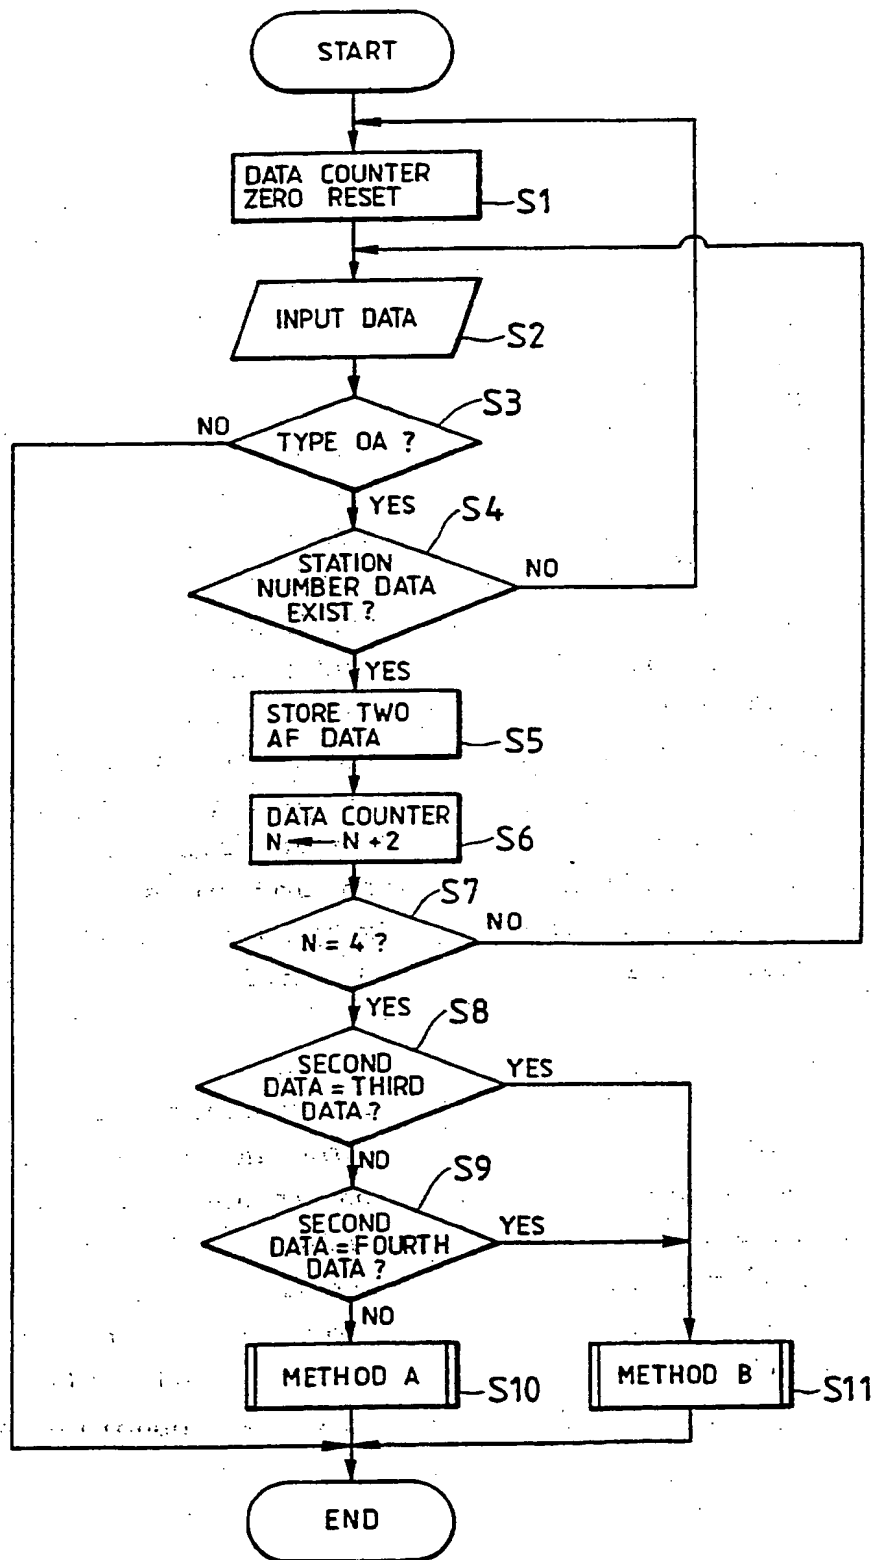 START
DATA COUNTER
ZERO RESET
S1
INPUT DATA
S2
S3
NO
TYPE 0A ?
YES
S4
STATION
NUMBER DATA
EXIST ?
NO
YES
STORE TWO
AF DATA
S5
DATA COUNTER
N ← N + 2
S6
S7
N = 4 ?
NO
YES
S8
SECOND
DATA = THIRD
DATA ?
YES
NO
S9
SECOND
DATA = FOURTH
DATA ?
YES
NO
METHOD A
S10
METHOD B
S11
END